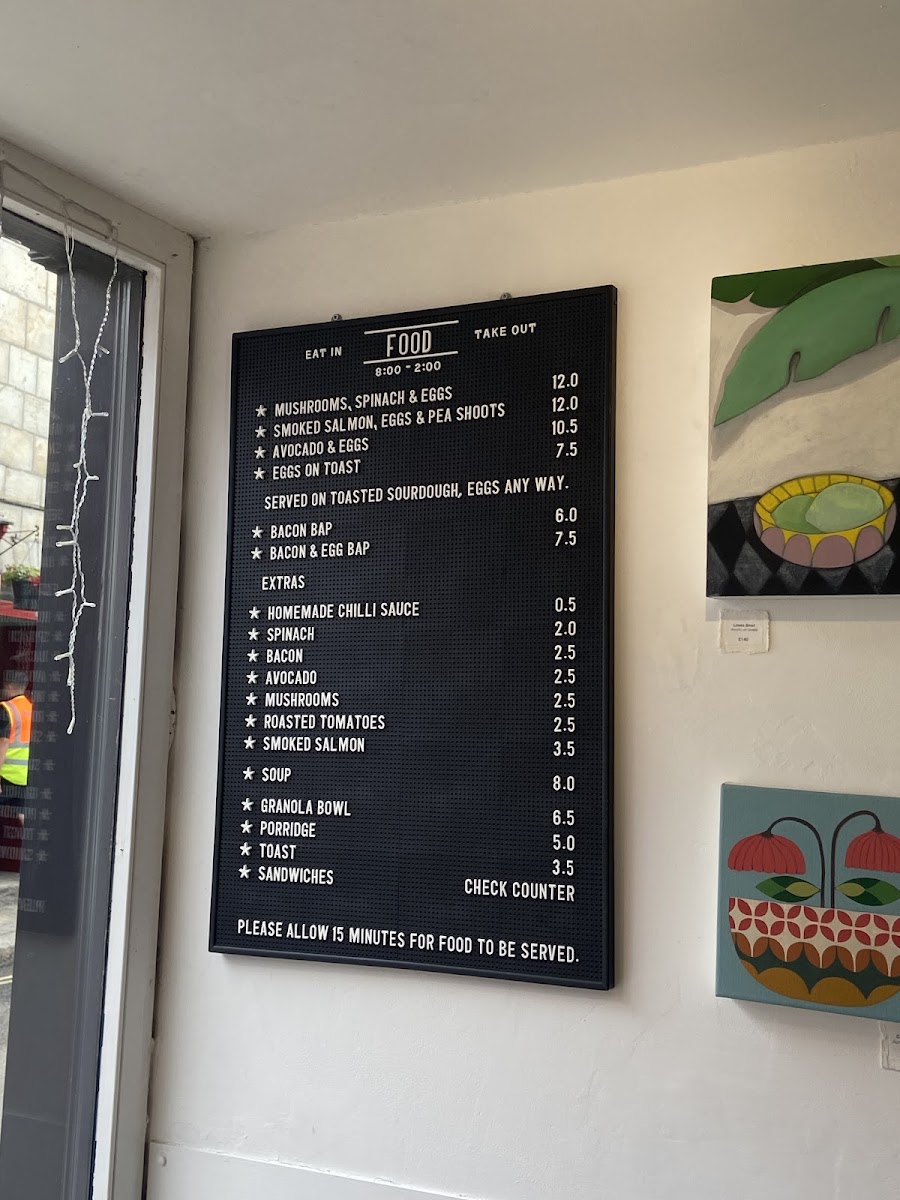 EAT IN FOOD TAKE OUT
8:00 - 2:00
* MUSHROOMS, SPINACH & EGGS 12.0
* SMOKED SALMON, EGGS & PEA SHOOTS 12.0
* AVOCADO & EGGS 10.5
* EGGS ON TOAST 7.5
SERVED ON TOASTED SOURDOUGH, EGGS ANY WAY.
* BACON BAP 6.0
* BACON & EGG BAP 7.5
EXTRAS
* HOMEMADE CHILLI SAUCE 0.5
* SPINACH 2.0
* BACON 2.5
* AVOCADO 2.5
* MUSHROOMS 2.5
* ROASTED TOMATOES 2.5
* SMOKED SALMON 3.5
* SOUP 8.0
* GRANOLA BOWL 6.5
* PORRIDGE 5.0
* TOAST 3.5
* SANDWICHES CHECK COUNTER
PLEASE ALLOW 15 MINUTES FOR FOOD TO BE SERVED.
£140